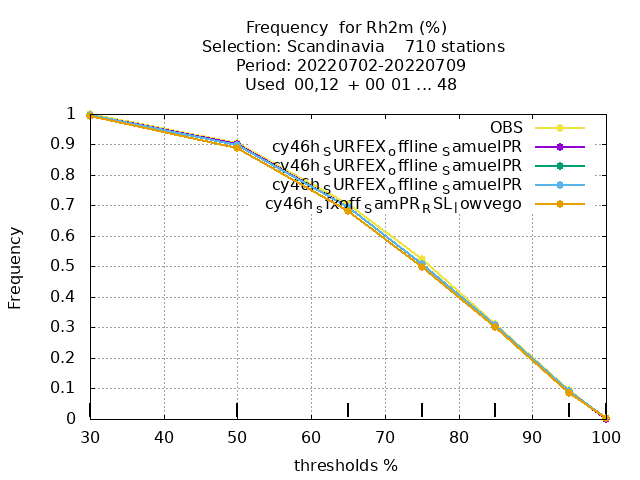 Frequency for Rh2m (%)
Selection: Scandinavia 710 stations
Period: 20220702-20220709
Used 00,12 + 00 01 ... 48
OBS
cy46h_SURFEX_offline_SamuelPR
cy46h_SURFEX_offline_SamuelPR
cy46h_SURFEX_offline_SamuelPR
cy46h_sfxoff_SamPR_RSL_lowvego
1
0.9
0.8
0.7
0.6
0.5
0.4
0.3
0.2
0.1
0
Frequency
30 40 50 60 70 80 90 100
thresholds %